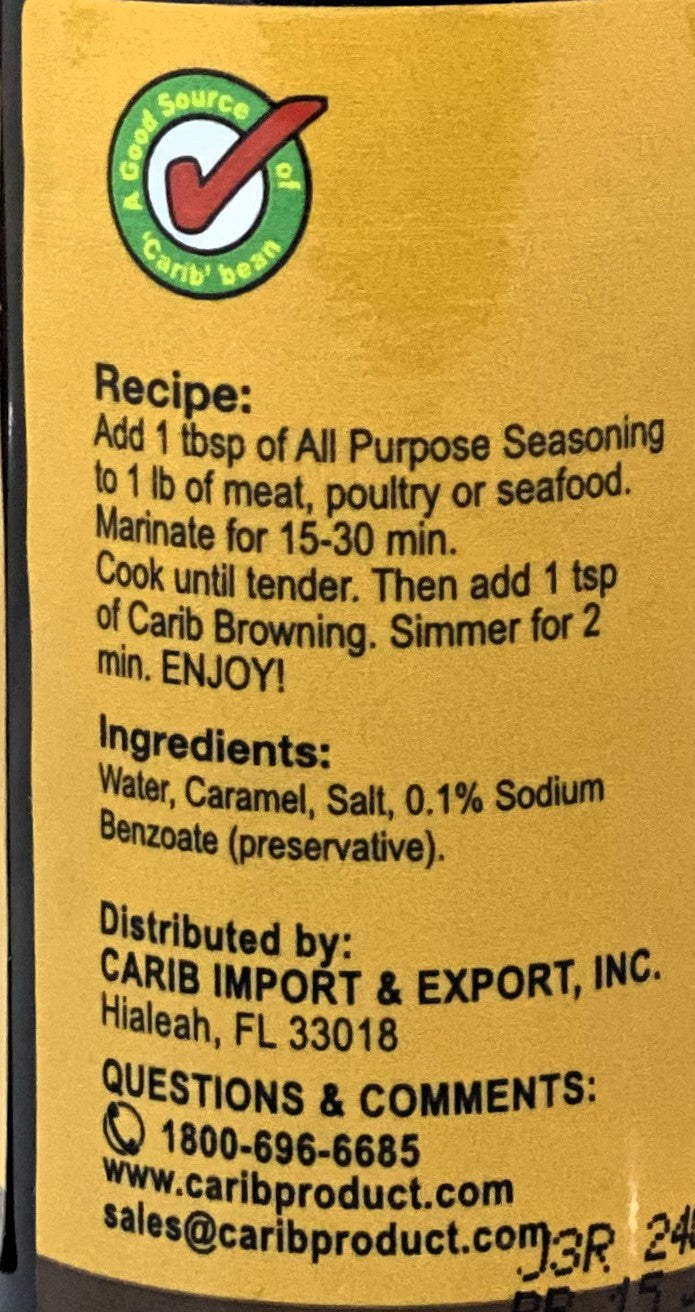 A Good Source of
'Carib' bean
Recipe:
Add 1 tbsp of All Purpose Seasoning
to 1 lb of meat, poultry or seafood.
Marinate for 15-30 min.
Cook until tender. Then add 1 tsp
of Carib Browning. Simmer for 2
min. ENJOY!
Ingredients:
Water, Caramel, Salt, 0.1% Sodium
Benzoate (preservative).
Distributed by:
CARIB IMPORT & EXPORT, INC.
Hialeah, FL 33018
QUESTIONS & COMMENTS:
1800-696-6685
www.caribproduct.com
sales@caribproduct.com